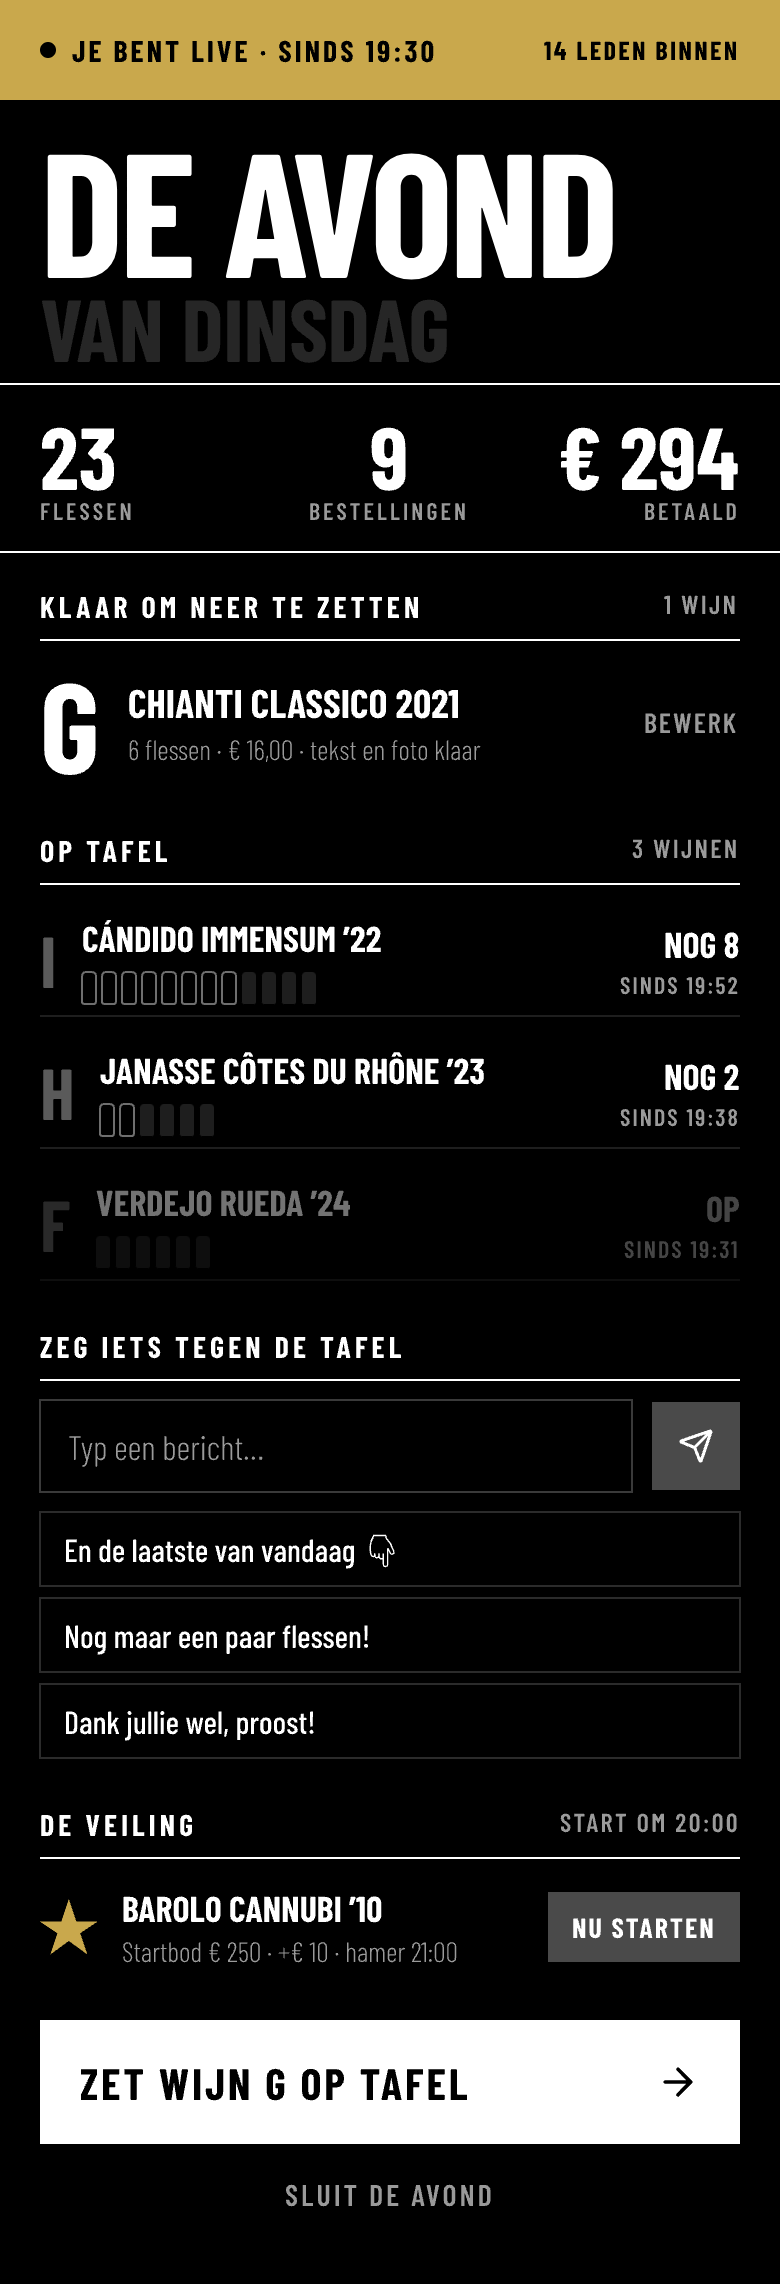 JE BENT LIVE · SINDS 19:30
14 LEDEN BINNEN
DE AVOND
VAN DINSDAG
23
FLESSEN
9
BESTELLINGEN
€ 294
BETAALD
KLAAR OM NEER TE ZETTEN
1 WIJN
G
CHIANTI CLASSICO 2021
6 flessen · € 16,00 · tekst en foto klaar
BEWERK
OP TAFEL
3 WIJNEN
I
CÁNDIDO IMMENSUM ’22
NOG 8
SINDS 19:52
H
JANASSE CÔTES DU RHÔNE ’23
NOG 2
SINDS 19:38
F
VERDEJO RUEDA ’24
OP
SINDS 19:31
ZEG IETS TEGEN DE TAFEL
Typ een bericht...
En de laatste van vandaag 👇
Nog maar een paar flessen!
Dank jullie wel, proost!
DE VEILING
START OM 20:00
BAROLO CANNUBI ’10
Startbod € 250 · +€ 10 · hamer 21:00
NU STARTEN
ZET WIJN G OP TAFEL
SLUIT DE AVOND